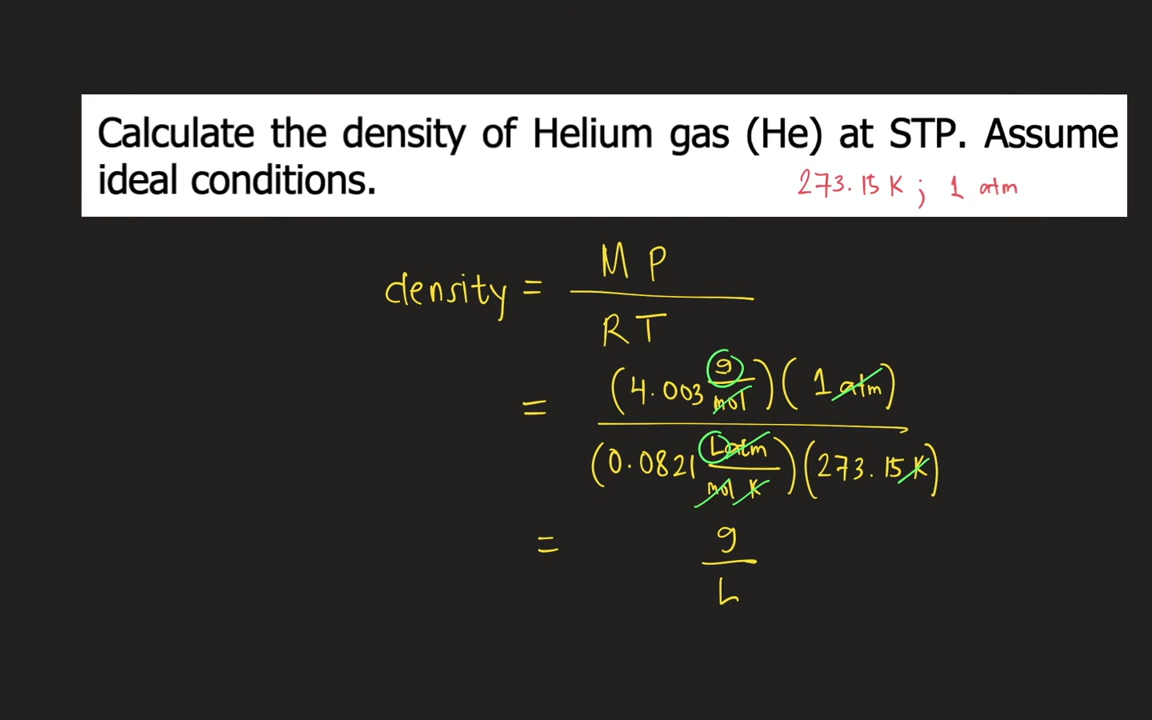 Calculate the density of Helium gas (He) at STP. Assume
ideal conditions.
273.15 K ; 1 atm
density = M P / R T
= (4.003 g/mol) (1 atm) / (0.0821 L atm/mol K) (273.15 K)
= g/L